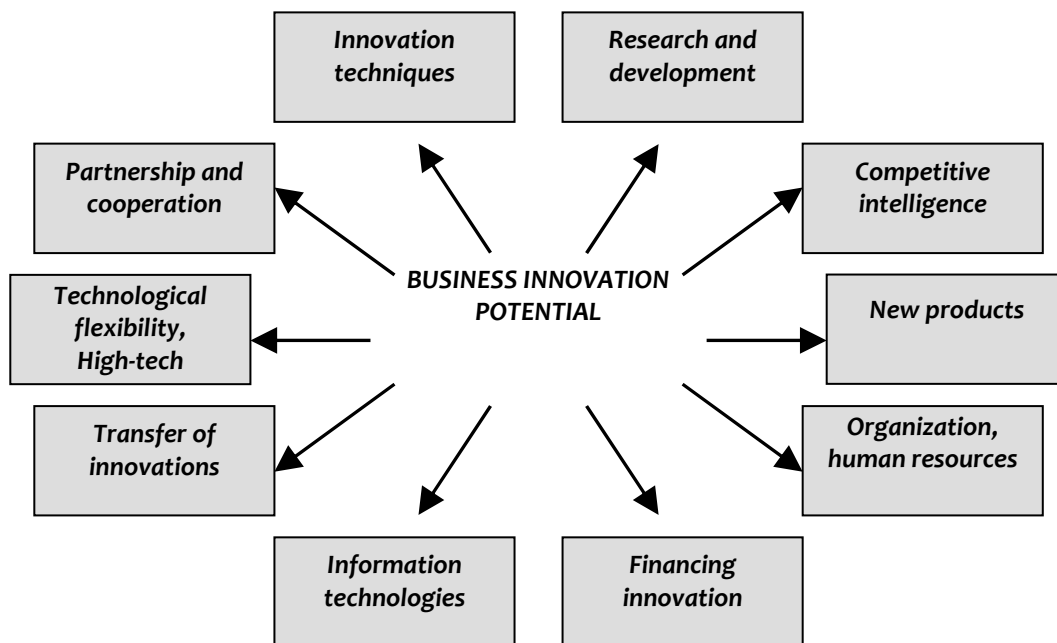 Innovation
techniques
Research and
development
Partnership and
cooperation
Competitive
intelligence
BUSINESS INNOVATION
POTENTIAL
Technological
flexibility,
High-tech
New products
Transfer of
innovations
Organization,
human resources
Information
technologies
Financing
innovation